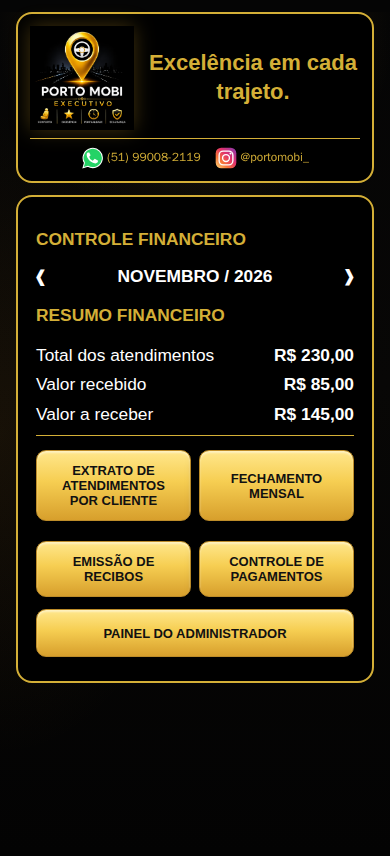 PORTO MOBI
EXECUTIVO
Excelência em cada
trajeto.
(51) 99008-2119
@portomobi_
CONTROLE FINANCEIRO
❰ NOVEMBRO / 2026 ❱
RESUMO FINANCEIRO
Total dos atendimentos R$ 230,00
Valor recebido R$ 85,00
Valor a receber R$ 145,00
EXTRATO DE
ATENDIMENTOS
POR CLIENTE
FECHAMENTO
MENSAL
EMISSÃO DE
RECIBOS
CONTROLE DE
PAGAMENTOS
PAINEL DO ADMINISTRADOR